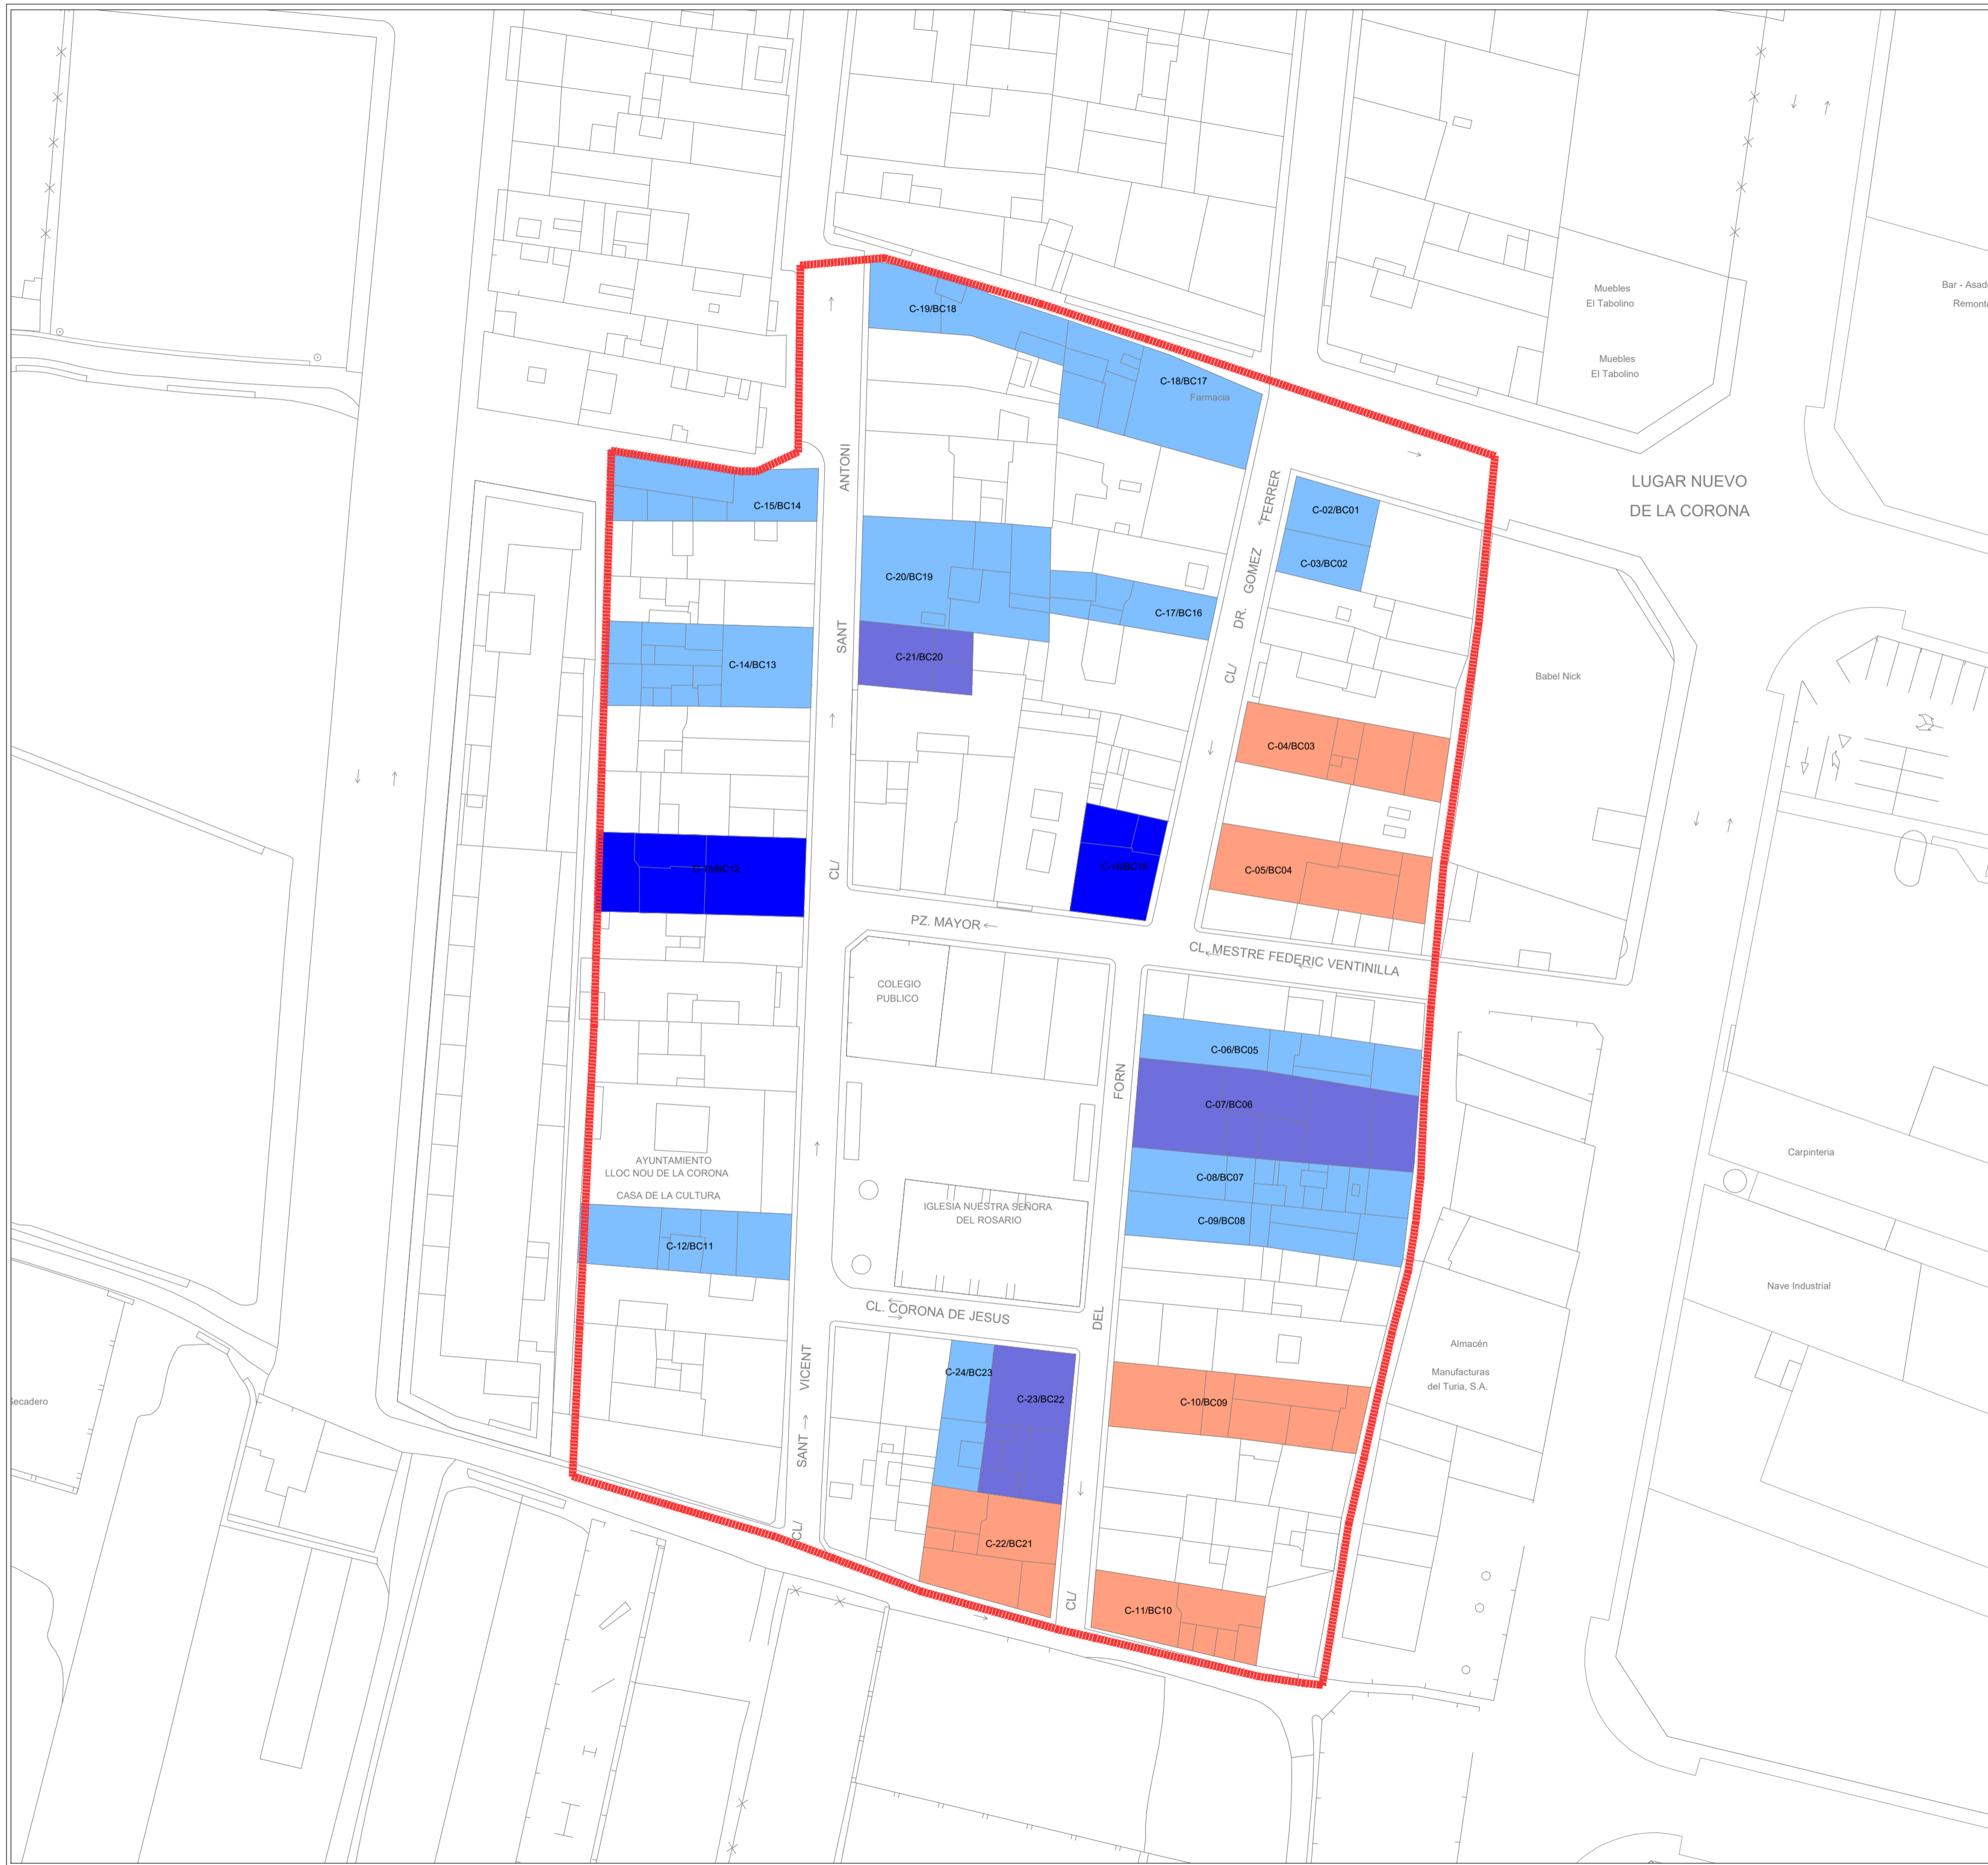 Muebles
El Tabolino
C-19/BC18
Muebles
El Tabolino
C-18/BC17
Farmacia
ANTONI
LUGAR NUEVO
DE LA CORONA
FERRER
C-15/BC14
C-02/BC01
C-03/BC02
C-20/BC19
GOMEZ
C-17/BC16
DR.
SANT
C-21/BC20
C-14/BC13
CL/
Babel Nick
C-04/BC03
C-13/BC12
CL/
C-16/BC15
C-05/BC04
PZ. MAYOR
CL. MESTRE FEDERIC VENTINILLA
COLEGIO
PUBLICO
C-06/BC05
FORN
C-07/BC06
AYUNTAMIENTO
LLOC NOU DE LA CORONA
CASA DE LA CULTURA
Carpinteria
C-08/BC07
IGLESIA NUESTRA SEÑORA
DEL ROSARIO
C-09/BC08
C-12/BC11
Nave Industrial
CL. CORONA DE JESUS
DEL
Almacén
Manufacturas
del Turia, S.A.
VICENT
C-24/BC23
C-23/BC22
C-10/BC09
SANT
CL/
C-22/BC21
CL/
C-11/BC10